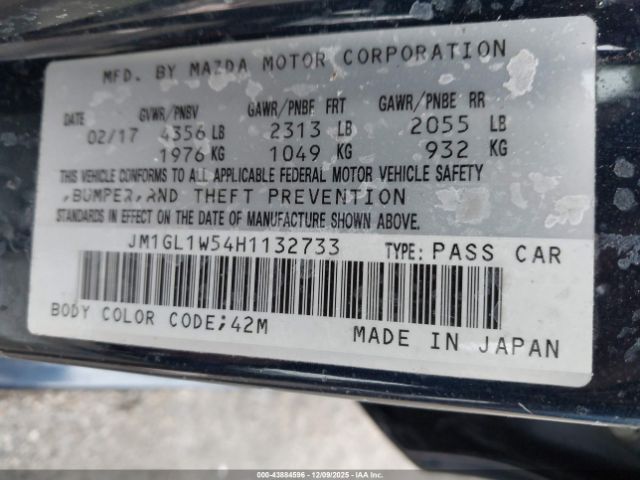 MFD. BY MAZDA MOTOR CORPORATION
DATE GVWR/PNBV GAWR/PNBF FRT GAWR/PNBE RR
02/17 4356 LB 2313 LB 2055 LB
1976 KG 1049 KG 932 KG
THIS VEHICLE CONFORMS TO ALL APPLICABLE FEDERAL MOTOR VEHICLE SAFETY
,BUMPER,AND THEFT PREVENTION
STANDARDS IN EFFECT ON THE DATE OF MANUFACTURE SHOWN ABOVE.
JM1GL1W54H1132733 TYPE: PASS CAR
BODY COLOR CODE;42M MADE IN JAPAN
000-43884596 - 12/09/2025 - IAA Inc.